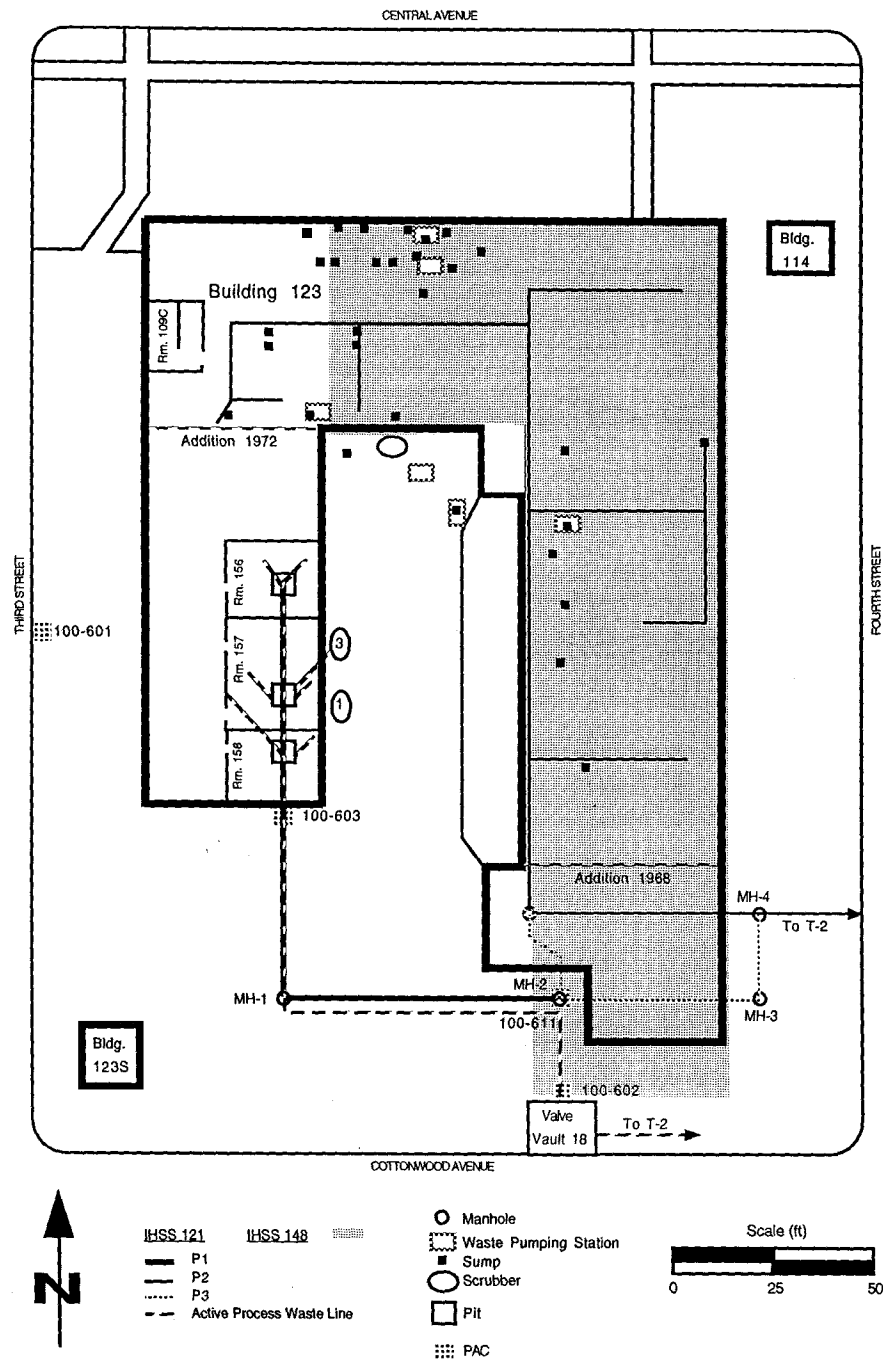 CENTRAL AVENUE
Bldg.
114
Building 123
Rm. 109C
Addition 1972
THIRD STREET
FOURTH STREET
Rm. 156
100-601
Rm. 157
3
1
Rm. 158
100-603
Addition 1968
MH-4
To T-2
MH-2
MH-1
MH-3
100-611
Bldg.
123S
100-602
Valve
Vault 18
To T-2
COTTONWOOD AVENUE
N
IHSS 121
IHSS 148
P1
P2
P3
Active Process Waste Line
Manhole
Waste Pumping Station
Sump
Scrubber
Pit
PAC
Scale (ft)
0 25 50